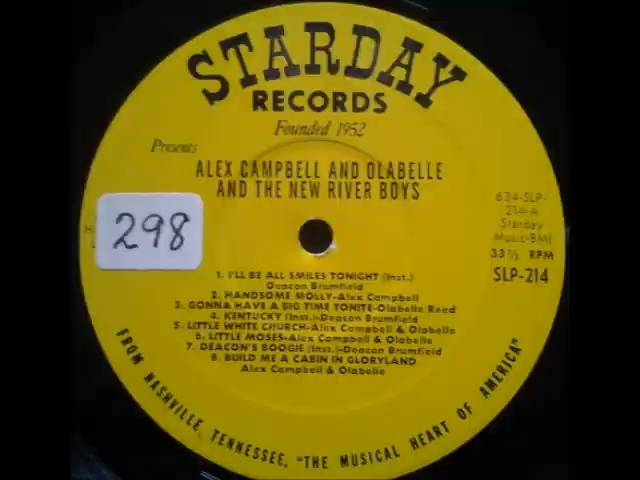 STARDAY
RECORDS
Founded 1952
Presents
ALEX CAMPBELL AND OLABELLE
AND THE NEW RIVER BOYS
634-SLP-
214-A
Starday
Music-BMI
33⅓ RPM
SLP-214
298
1. I'LL BE ALL SMILES TONIGHT (Inst.)
Deacon Brumfield
2. HANDSOME MOLLY-Alex Campbell
3. GONNA HAVE A BIG TIME TONITE-Olabelle Reed
4. KENTUCKY (Inst.)-Deacon Brumfield
5. LITTLE WHITE CHURCH-Alex Campbell & Olabelle
6. LITTLE MOSES-Alex Campbell & Olabelle
7. DEACON'S BOOGIE (Inst.)-Deacon Brumfield
8. BUILD ME A CABIN IN GLORYLAND
Alex Campbell & Olabelle
FROM NASHVILLE, TENNESSEE, "THE MUSICAL HEART OF AMERICA"